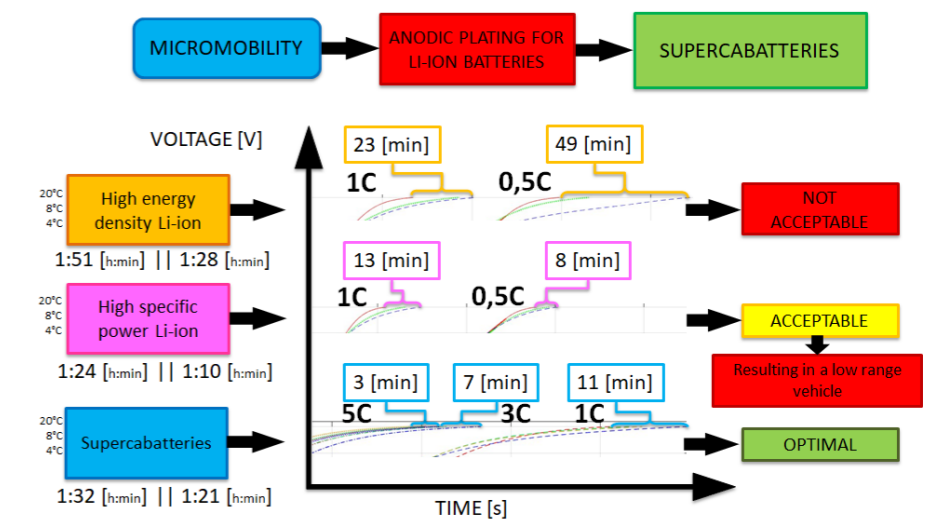 MICROMOBILITY
ANODIC PLATING FOR
LI-ION BATTERIES
SUPERCABATTERIES
VOLTAGE [V]
23 [min]
49 [min]
1C
0,5C
20°C
8°C
4°C
High energy
density Li-ion
NOT
ACCEPTABLE
1:51 [h:min] || 1:28 [h:min]
13 [min]
8 [min]
1C
0,5C
20°C
8°C
4°C
High specific
power Li-ion
ACCEPTABLE
1:24 [h:min] || 1:10 [h:min]
Resulting in a low range
vehicle
3 [min]
7 [min]
11 [min]
5C
3C
1C
20°C
8°C
4°C
Supercabatteries
OPTIMAL
1:32 [h:min] || 1:21 [h:min]
TIME [s]